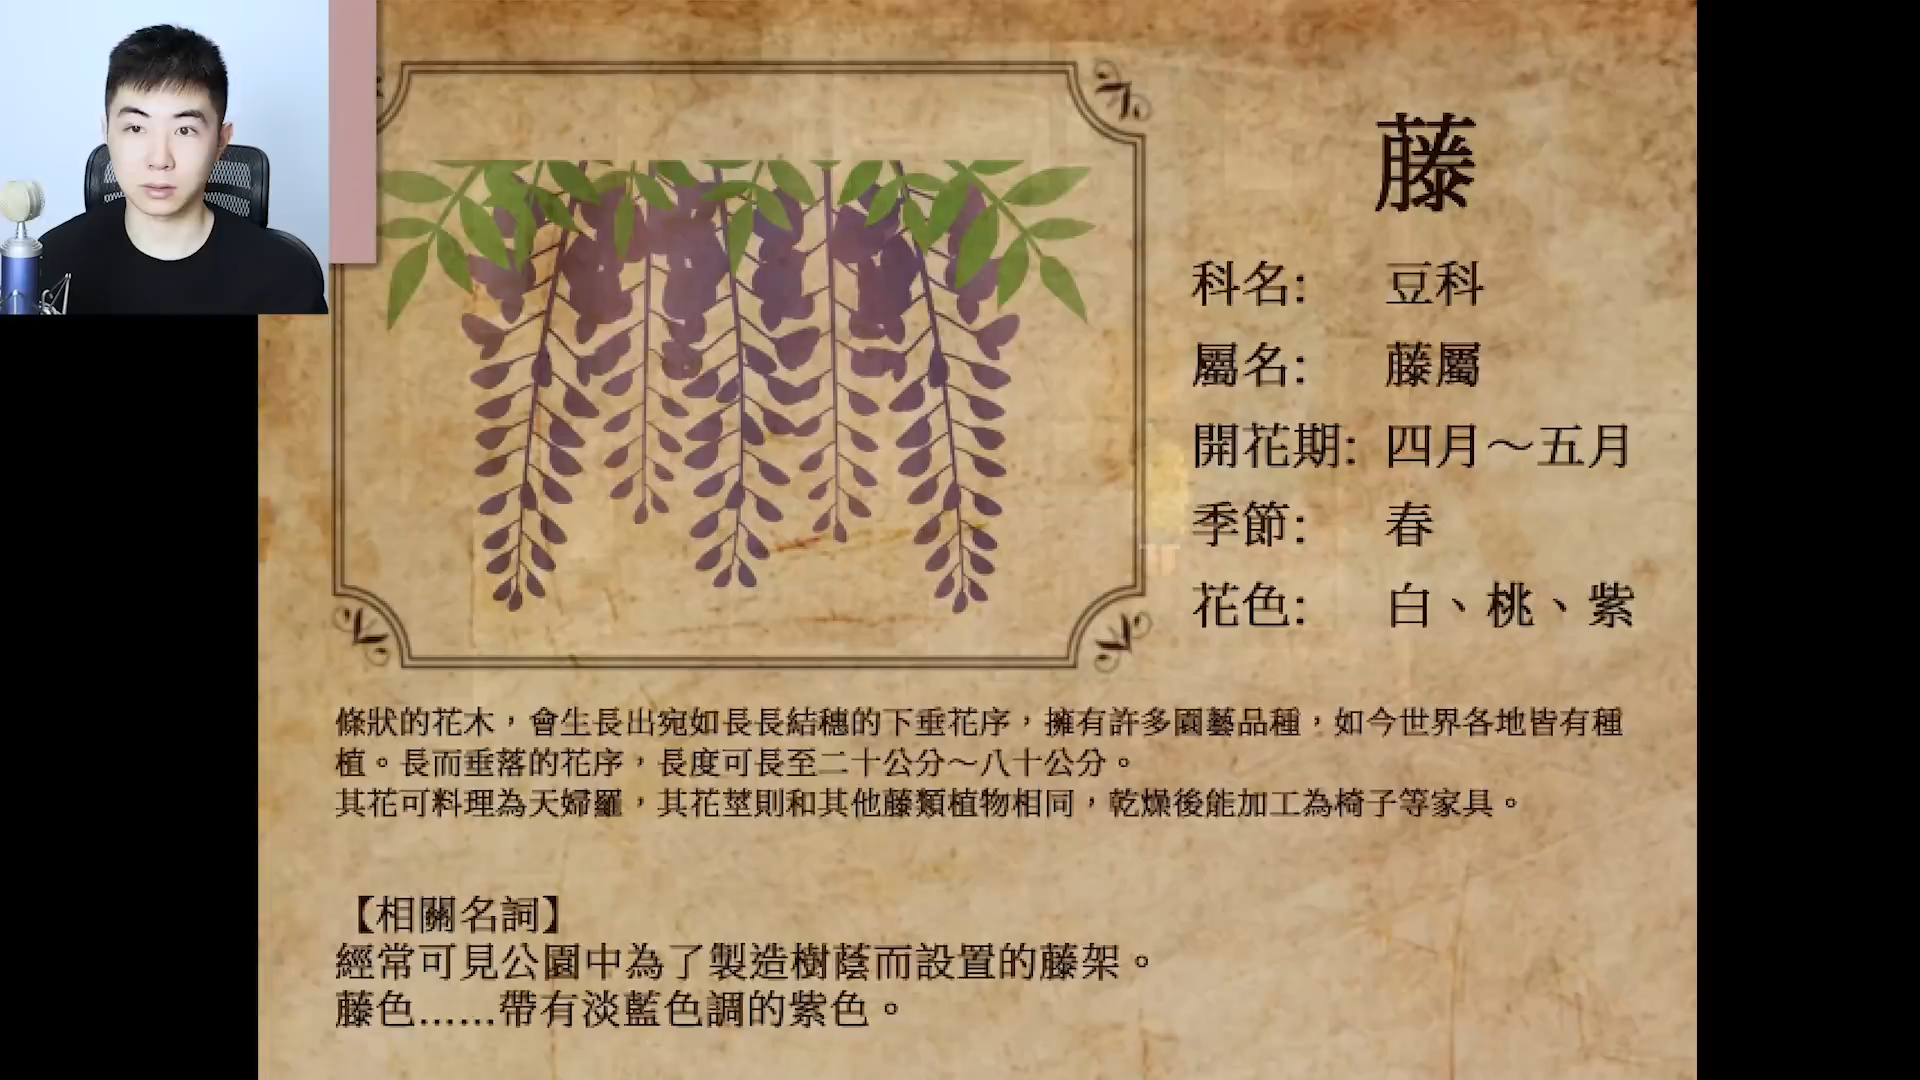 藤
科名: 豆科
屬名: 藤屬
開花期: 四月～五月
季節: 春
花色: 白、桃、紫
條狀的花木，會生長出宛如長長結穗的下垂花序，擁有許多園藝品種，如今世界各地皆有種
植。長而垂落的花序，長度可長至二十公分～八十公分。
其花可料理為天婦羅，其花莖則和其他藤類植物相同，乾燥後能加工為椅子等家具。
【相關名詞】
經常可見公園中為了製造樹蔭而設置的藤架。
藤色……帶有淡藍色調的紫色。